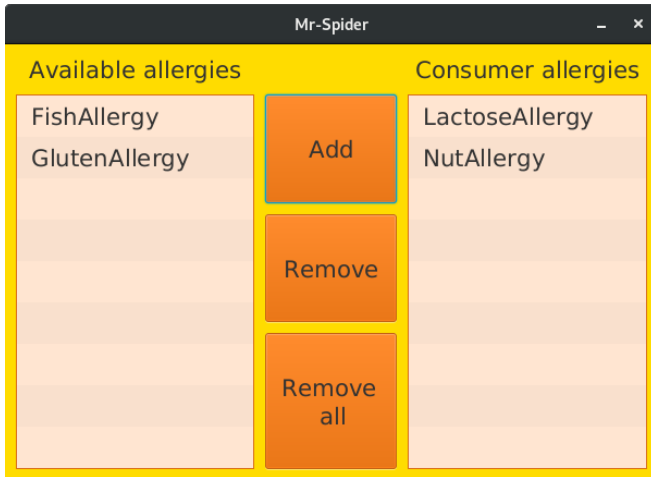 Mr-Spider
Available allergies
Consumer allergies
FishAllergy
GlutenAllergy
Add
Remove
Remove
all
LactoseAllergy
NutAllergy